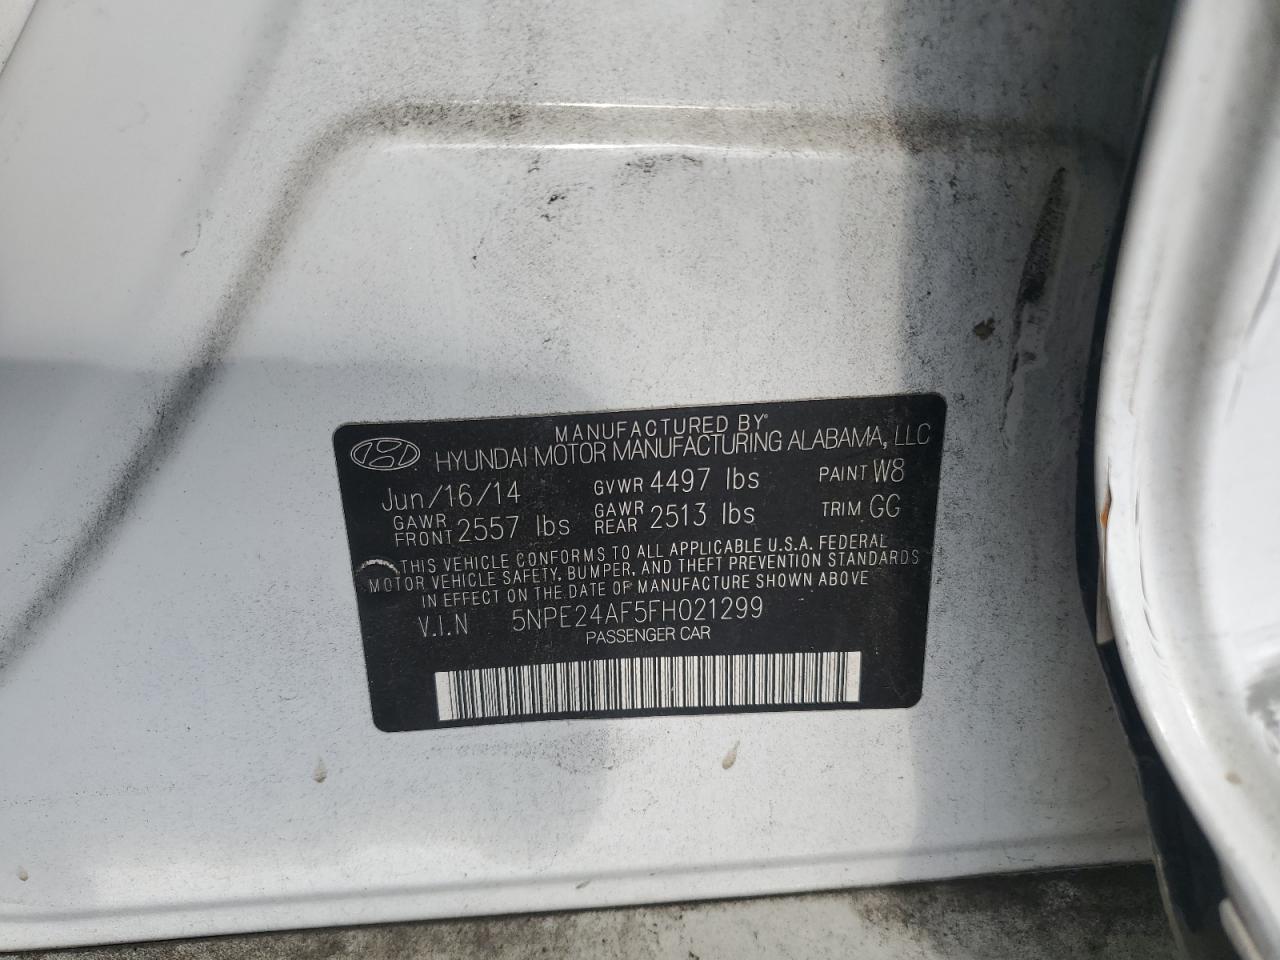 MANUFACTURED BY
HYUNDAI MOTOR MANUFACTURING ALABAMA, LLC
Jun/16/14 GVWR 4497 lbs PAINT W8
GAWR FRONT 2557 lbs GAWR REAR 2513 lbs TRIM GG
THIS VEHICLE CONFORMS TO ALL APPLICABLE U.S.A. FEDERAL
MOTOR VEHICLE SAFETY, BUMPER, AND THEFT PREVENTION STANDARDS
IN EFFECT ON THE DATE OF MANUFACTURE SHOWN ABOVE
V.I.N 5NPE24AF5FH021299
PASSENGER CAR